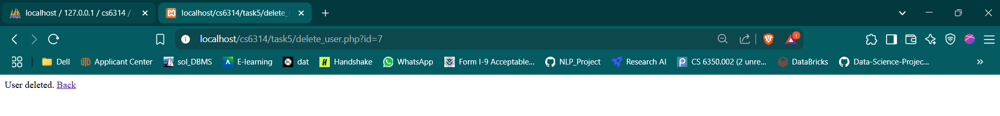 localhost / 127.0.0.1 / cs6314 /
localhost/cs6314/task5/delete_
localhost/cs6314/task5/delete_user.php?id=7
1
Dell
UTD Applicant Center
sol_DBMS
E-learning
dat
Handshake
WhatsApp
Form I-9 Acceptable...
NLP_Project
Research AI
CS 6350.002 (2 unre...
DataBricks
Data-Science-Projec...
User deleted. Back